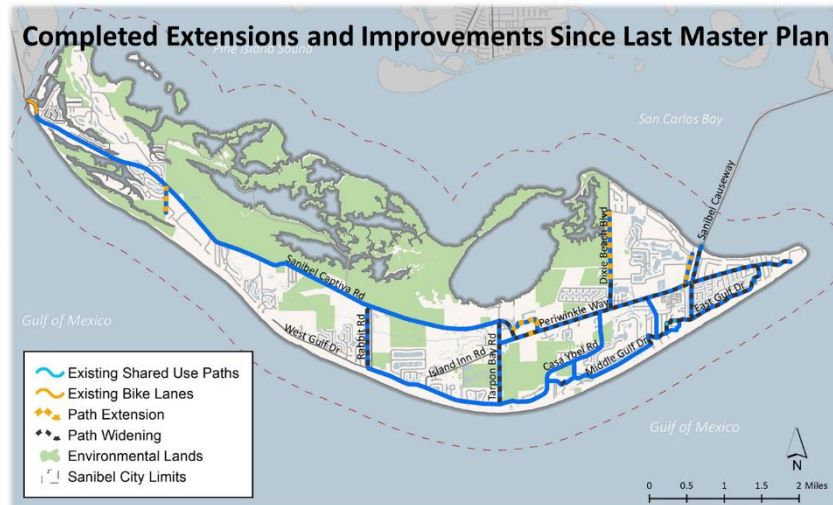 Completed Extensions and Improvements Since Last Master Plan
Pine Island Sound
San Carlos Bay
Sanibel Causeway
Dixie Beach Blvd
Sanibel Captiva Rd
Periwinkle Way
East Gulf Dr
Gulf of Mexico
West Gulf Dr
Rabbit Rd
Island Inn Rd
Tarpon Bay Rd
Casa Ybel Rd
Middle Gulf Dr
Gulf of Mexico
Existing Shared Use Paths
Existing Bike Lanes
Path Extension
Path Widening
Environmental Lands
Sanibel City Limits
N
0 0.5 1 1.5 2 Miles